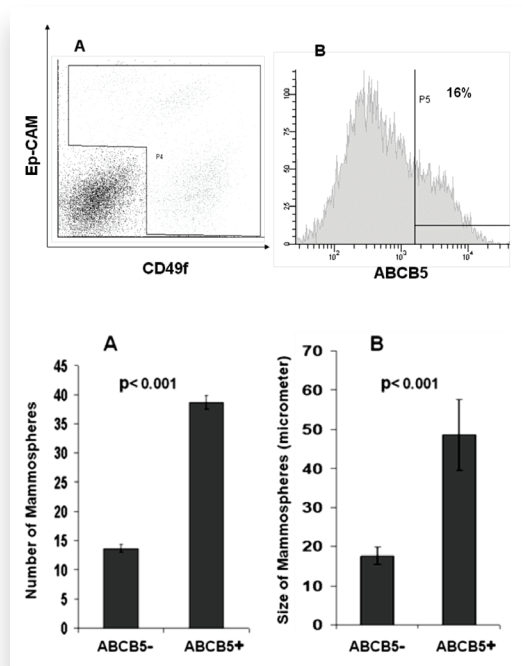 A
Ep-CAM
P4
CD49f
B
100
75
50
25
0
P5
16%
10²
10³
10⁴
ABCB5
A
p< 0.001
Number of Mammospheres
45
40
35
30
25
20
15
10
5
0
ABCB5-
ABCB5+
B
p< 0.001
Size of Mammospheres (micrometer)
70
60
50
40
30
20
10
0
ABCB5-
ABCB5+